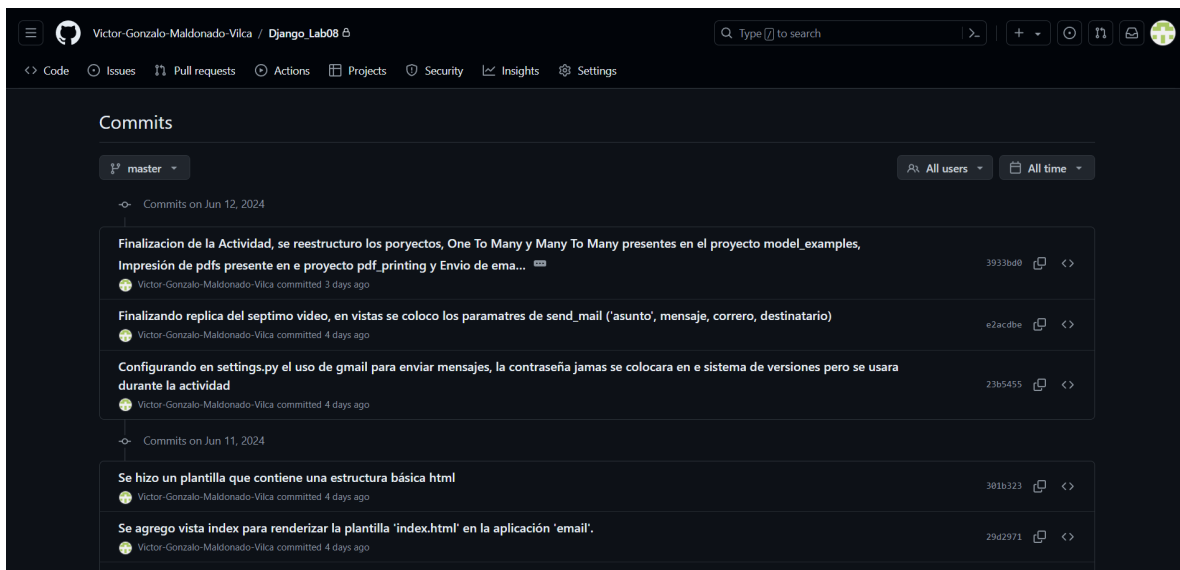 Victor-Gonzalo-Maldonado-Vilca / Django_Lab08
Type / to search
Code Issues Pull requests Actions Projects Security Insights Settings
Commits
master
All users All time
Commits on Jun 12, 2024
Finalizacion de la Actividad, se reestructuro los poryectos, One To Many y Many To Many presentes en el proyecto model_examples,
Impresión de pdfs presente en e proyecto pdf_printing y Envio de ema...
3933bd0
Victor-Gonzalo-Maldonado-Vilca committed 3 days ago
Finalizando replica del septimo video, en vistas se coloco los paramatres de send_mail ('asunto', mensaje, correro, destinatario)
e2acdbe
Victor-Gonzalo-Maldonado-Vilca committed 4 days ago
Configurando en settings.py el uso de gmail para enviar mensajes, la contraseña jamas se colocara en e sistema de versiones pero se usara
durante la actividad
23b5455
Victor-Gonzalo-Maldonado-Vilca committed 4 days ago
Commits on Jun 11, 2024
Se hizo un plantilla que contiene una estructura básica html
301b323
Victor-Gonzalo-Maldonado-Vilca committed 4 days ago
Se agrego vista index para renderizar la plantilla 'index.html' en la aplicación 'email'.
29d2971
Victor-Gonzalo-Maldonado-Vilca committed 4 days ago